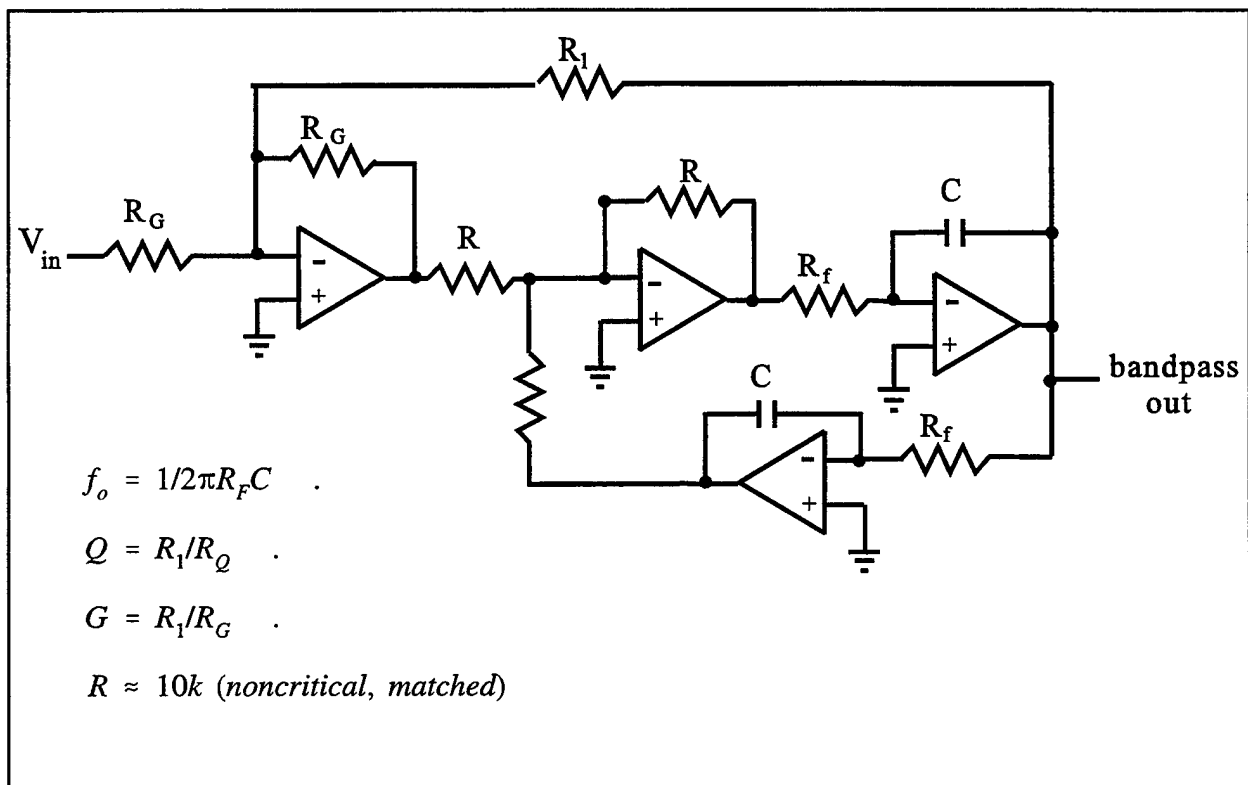 R1
RG
R
C
RG
R
Rf
Vin
-
+
-
+
-
+
bandpass
out
C
Rf
-
+
fo = 1/2πRFC .
Q = R1/RQ .
G = R1/RG .
R ≈ 10k (noncritical, matched)